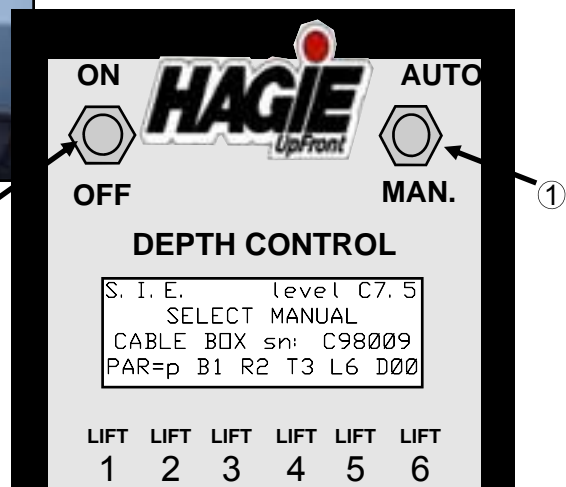 ON AUTO
HAGIE
UpFront
OFF MAN.
①
DEPTH CONTROL
S. I. E. level C7. 5
SELECT MANUAL
CABLE BOX sn: C98009
PAR=p B1 R2 T3 L6 D00
LIFT LIFT LIFT LIFT LIFT LIFT
1 2 3 4 5 6